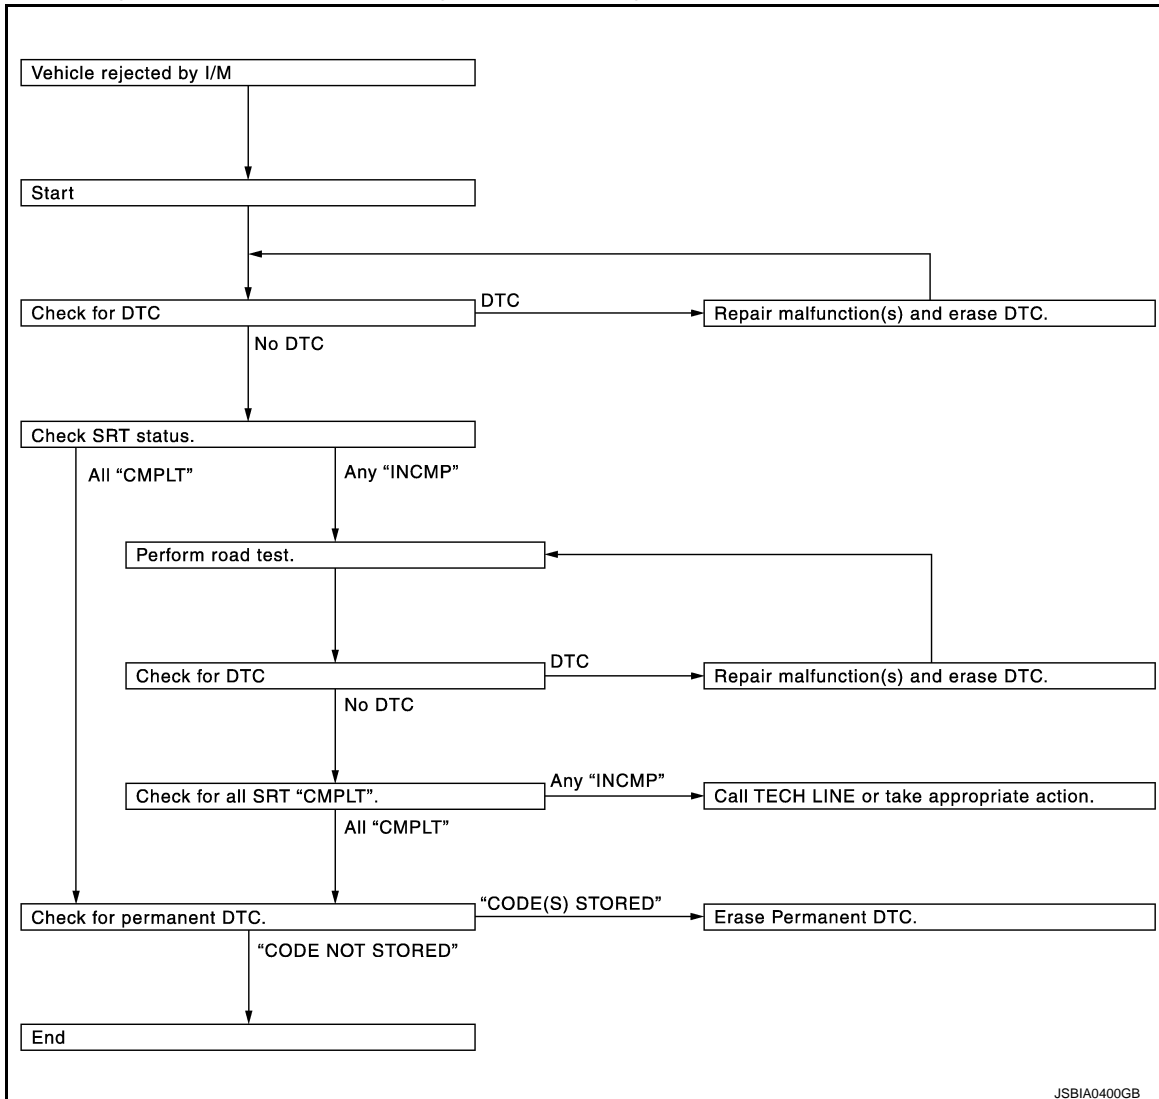 Vehicle rejected by I/M
Start
Check for DTC
DTC
Repair malfunction(s) and erase DTC.
No DTC
Check SRT status.
All “CMPLT”
Any “INCMP”
Perform road test.
Check for DTC
DTC
Repair malfunction(s) and erase DTC.
No DTC
Check for all SRT “CMPLT”.
Any “INCMP”
Call TECH LINE or take appropriate action.
All “CMPLT”
Check for permanent DTC.
“CODE(S) STORED”
Erase Permanent DTC.
“CODE NOT STORED”
End
JSBIA0400GB